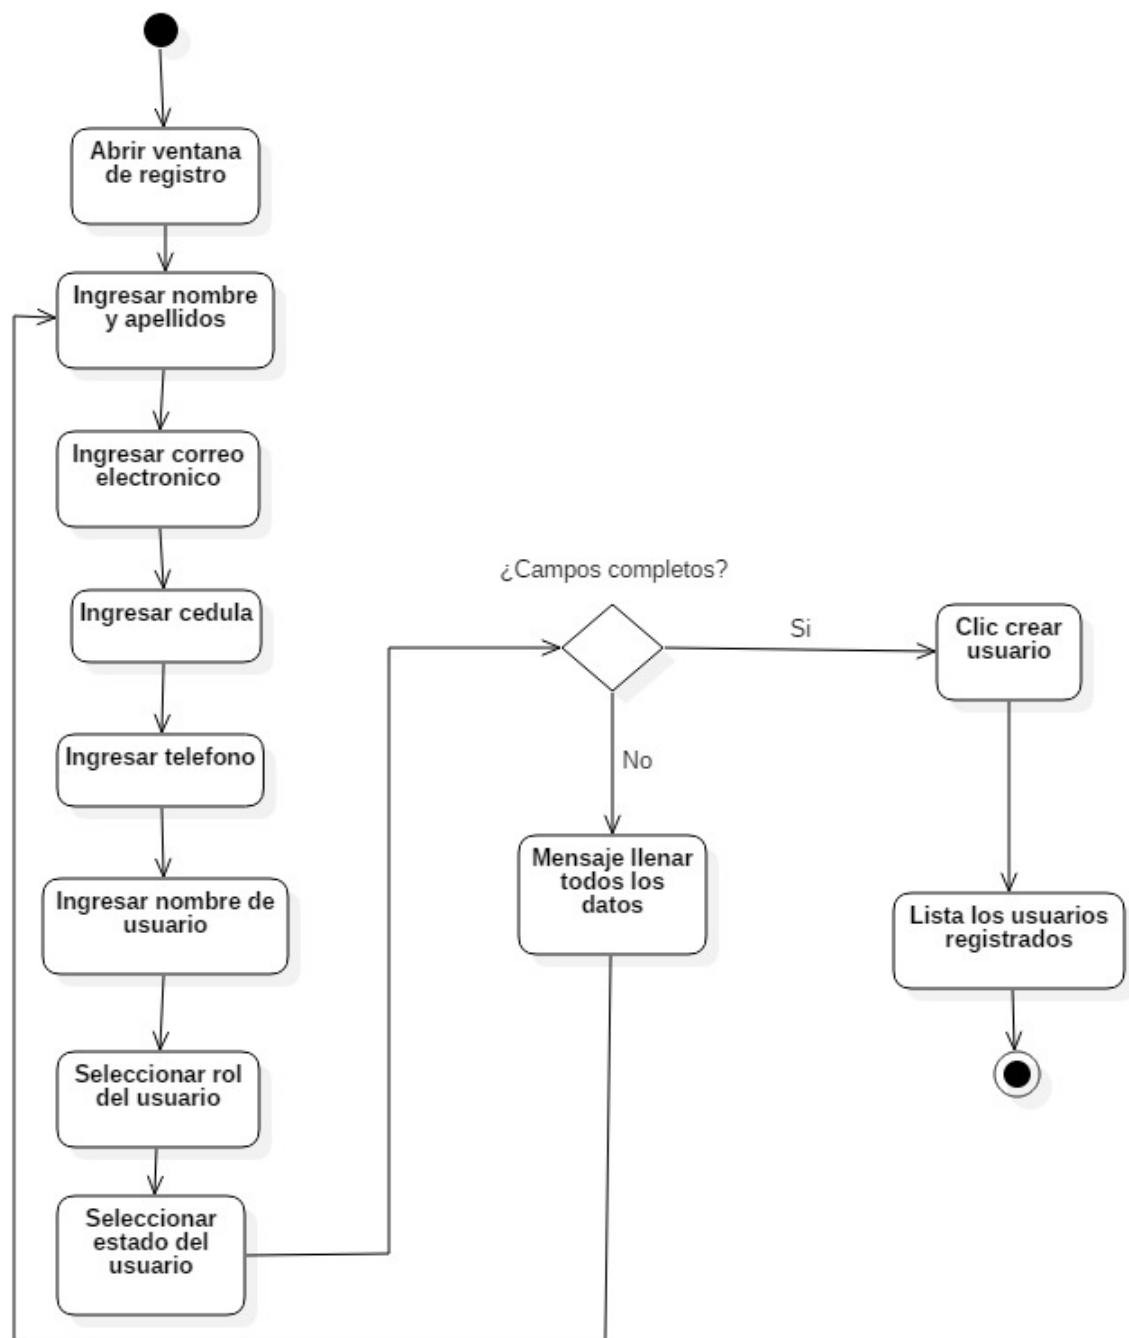 Abrir ventana
de registro
Ingresar nombre
y apellidos
Ingresar correo
electronico
Ingresar cedula
Ingresar telefono
Ingresar nombre de
usuario
Seleccionar rol
del usuario
Seleccionar
estado del
usuario
¿Campos completos?
Si
No
Mensaje llenar
todos los
datos
Clic crear
usuario
Lista los usuarios
registrados